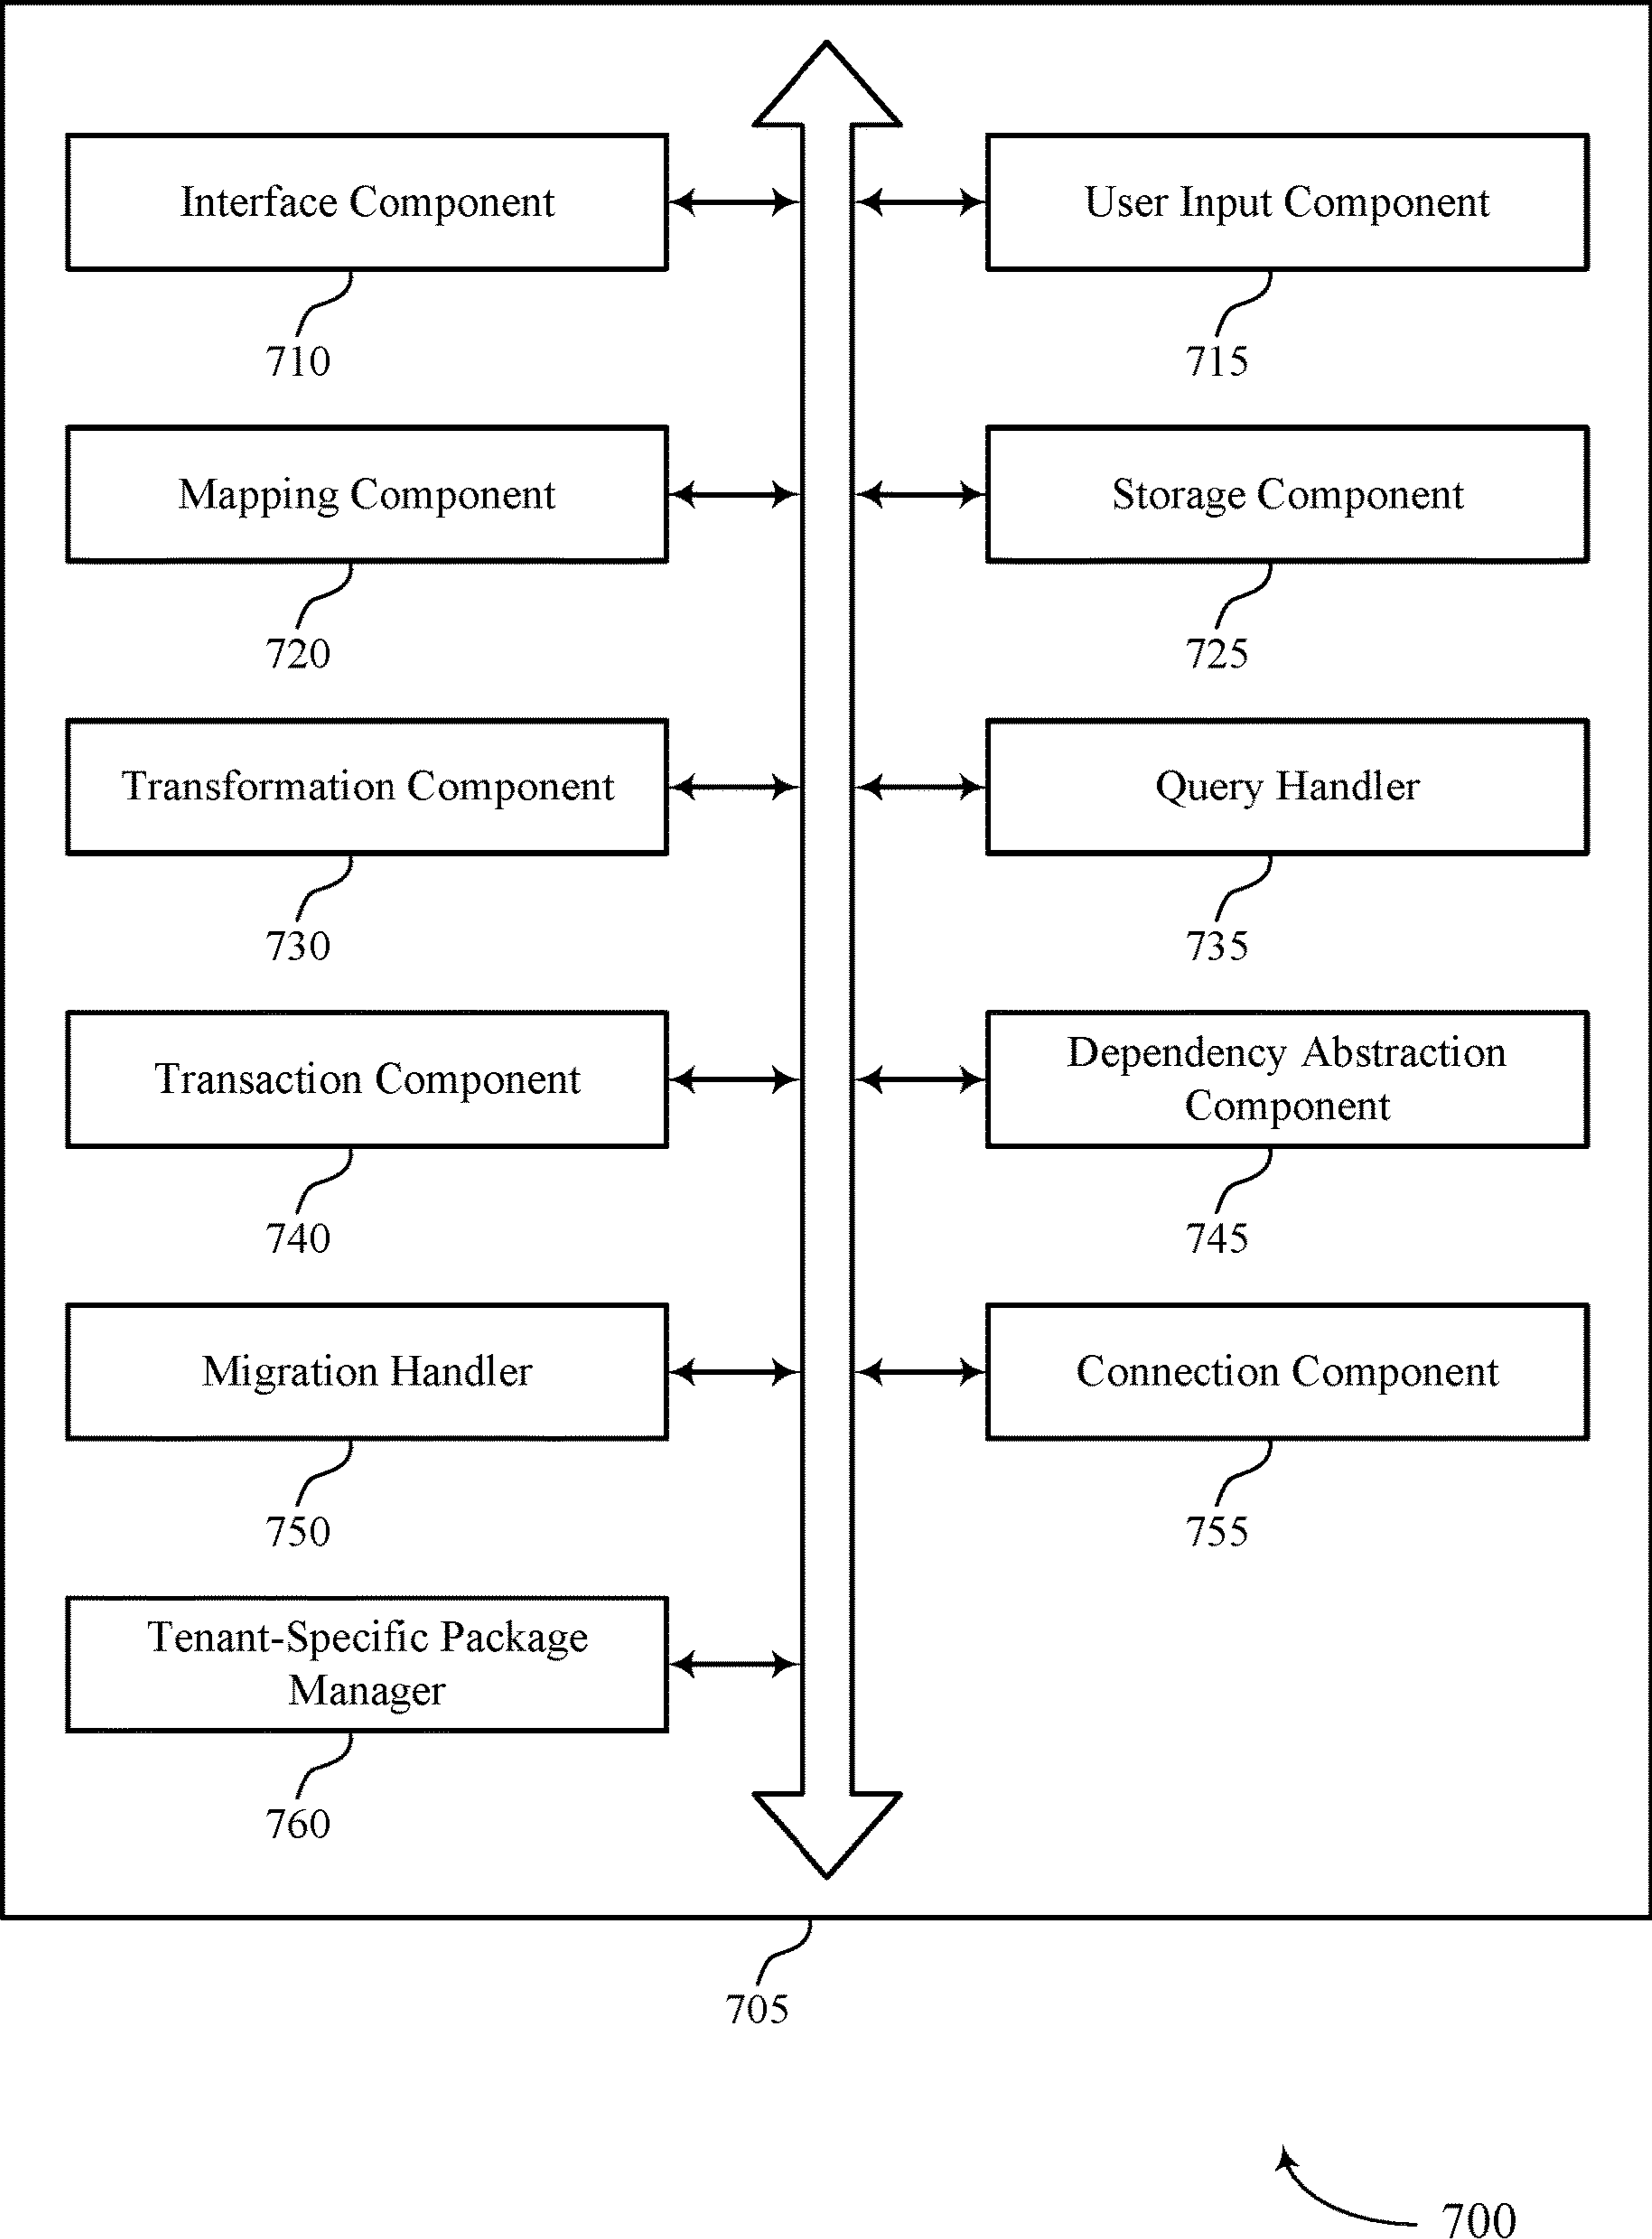 Interface Component
User Input Component
710
715
Mapping Component
Storage Component
720
725
Transformation Component
Query Handler
730
735
Transaction Component
Dependency Abstraction
Component
740
745
Migration Handler
Connection Component
750
755
Tenant-Specific Package
Manager
760
705
700